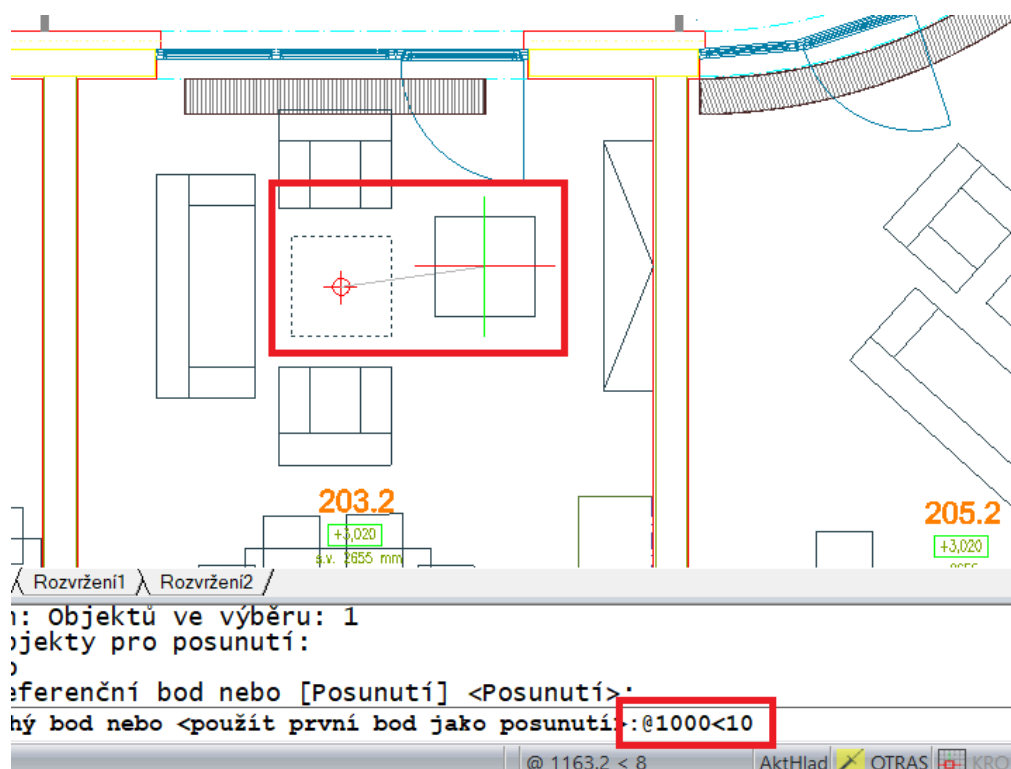 203.2
+3,020
s.v. 2655 mm
205.2
+3,020
Rozvržení1 Rozvržení2
n: Objektů ve výběru: 1
bjekty pro posunutí:
eferenční bod nebo [Posunutí] <Posunutí>:
hý bod nebo <použít první bod jako posunutí>:@1000<10
@ 1163.2 < 8 AktHlad OTRAS KRO